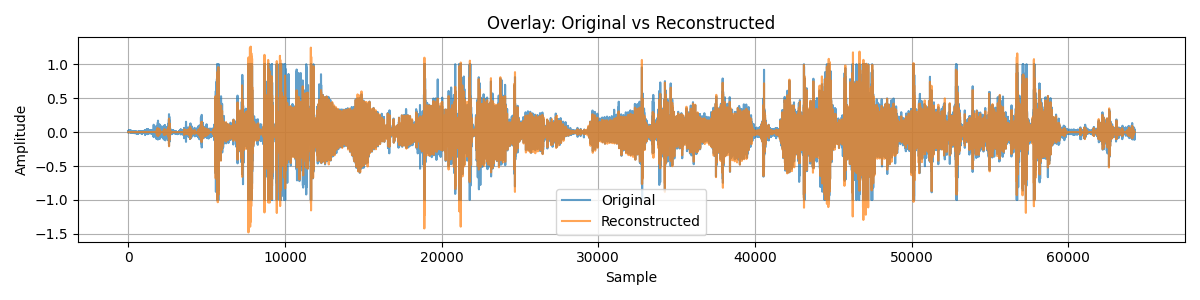 Overlay: Original vs Reconstructed
1.0
0.5
0.0
−0.5
−1.0
−1.5
Amplitude
Original
Reconstructed
0 10000 20000 30000 40000 50000 60000
Sample